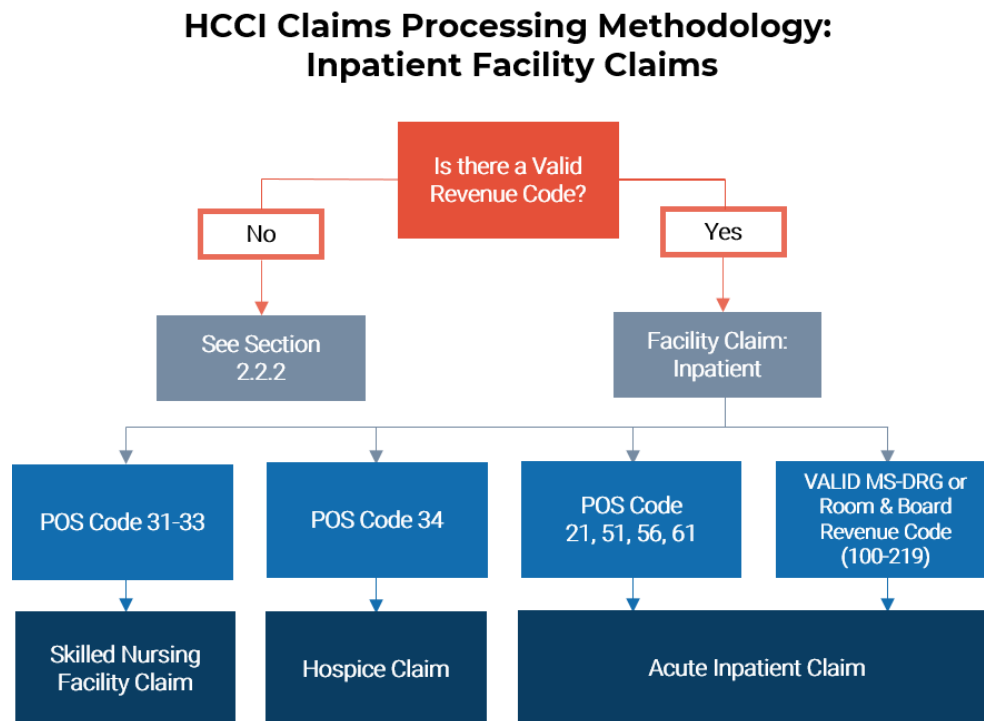 HCCI Claims Processing Methodology:
Inpatient Facility Claims
Is there a Valid
Revenue Code?
No
Yes
See Section
2.2.2
Facility Claim:
Inpatient
POS Code 31-33
POS Code 34
POS Code
21, 51, 56, 61
VALID MS-DRG or
Room & Board
Revenue Code
(100-219)
Skilled Nursing
Facility Claim
Hospice Claim
Acute Inpatient Claim